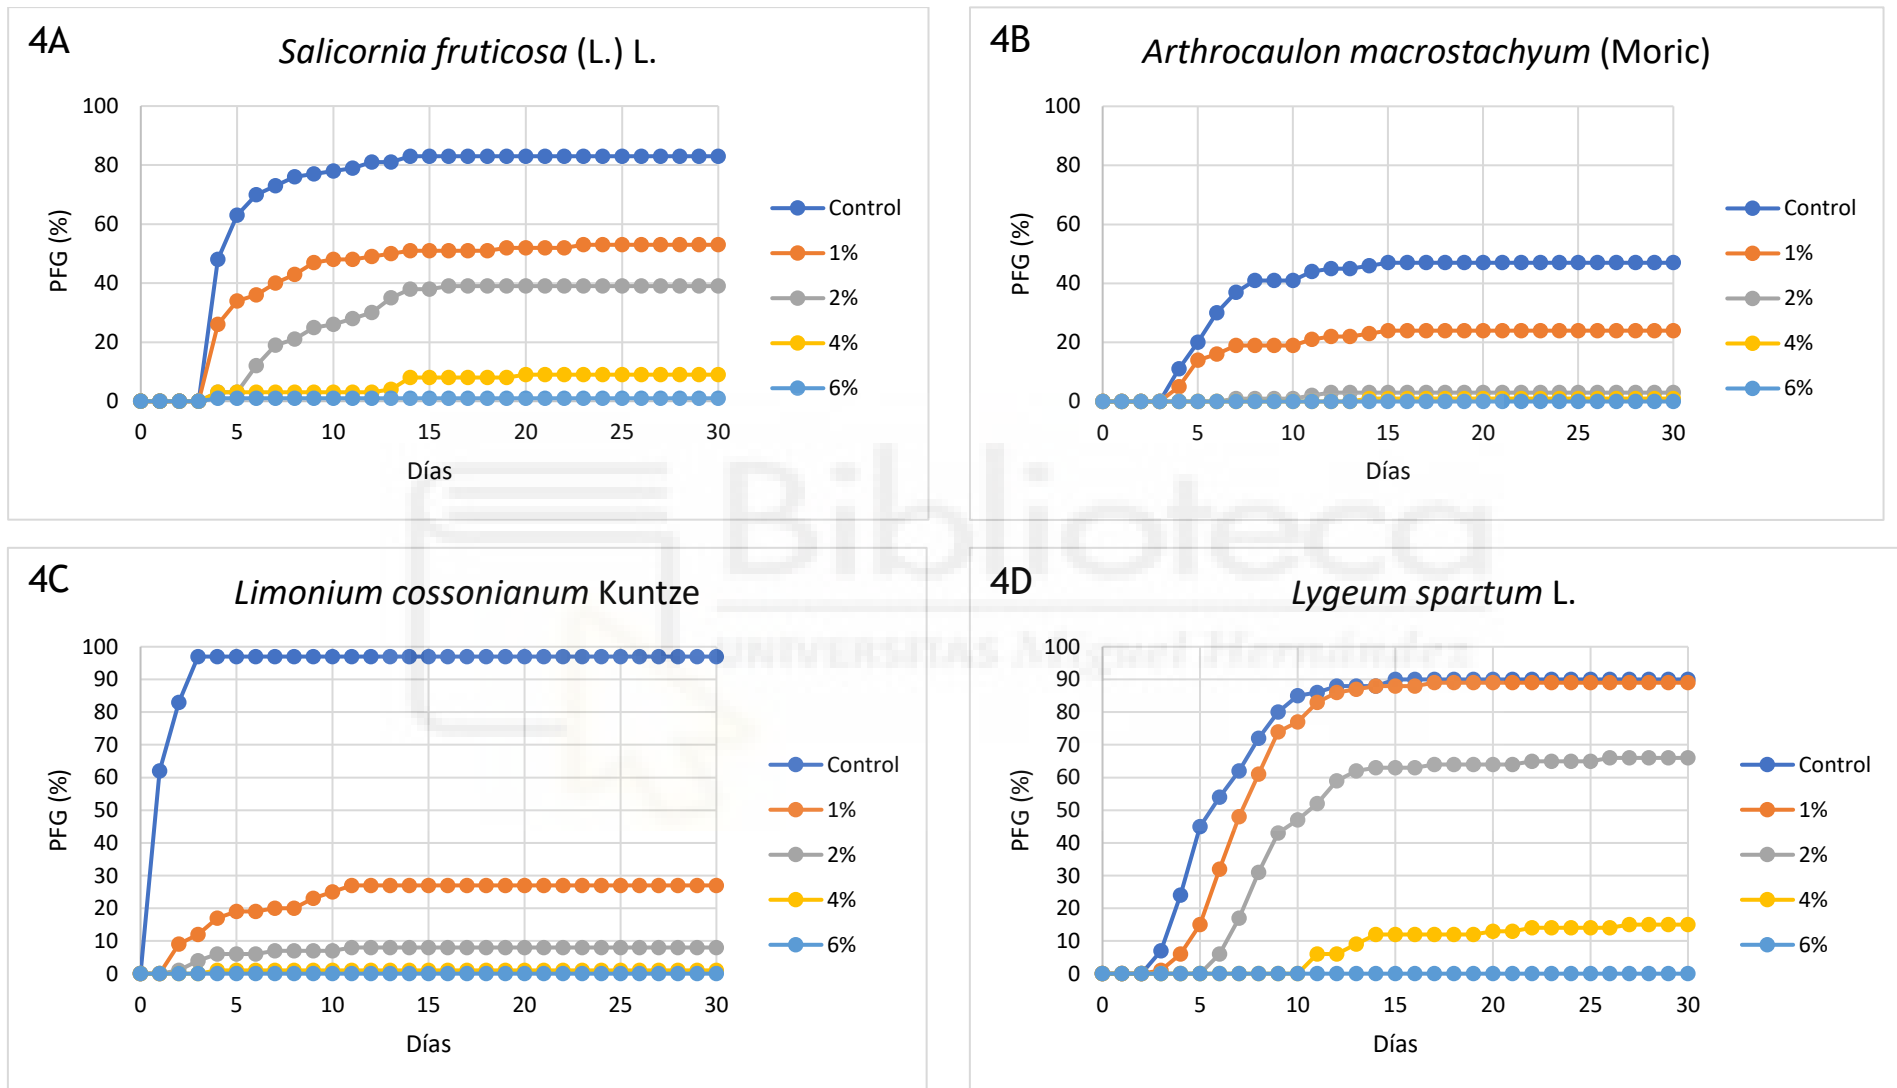 4A
Salicornia fruticosa (L.) L.
100
80
60
40
20
0
PFG (%)
0 5 10 15 20 25 30
Días
Control
1%
2%
4%
6%
4B
Arthrocaulon macrostachyum (Moric)
100
80
60
40
20
0
PFG (%)
0 5 10 15 20 25 30
Días
Control
1%
2%
4%
6%
Biblioteca
UNIVERSITAS Miguel Hernández
4C
Limonium cossonianum Kuntze
100
90
80
70
60
50
40
30
20
10
0
PFG (%)
0 5 10 15 20 25 30
Días
Control
1%
2%
4%
6%
4D
Lygeum spartum L.
100
90
80
70
60
50
40
30
20
10
0
PFG (%)
0 5 10 15 20 25 30
Días
Control
1%
2%
4%
6%